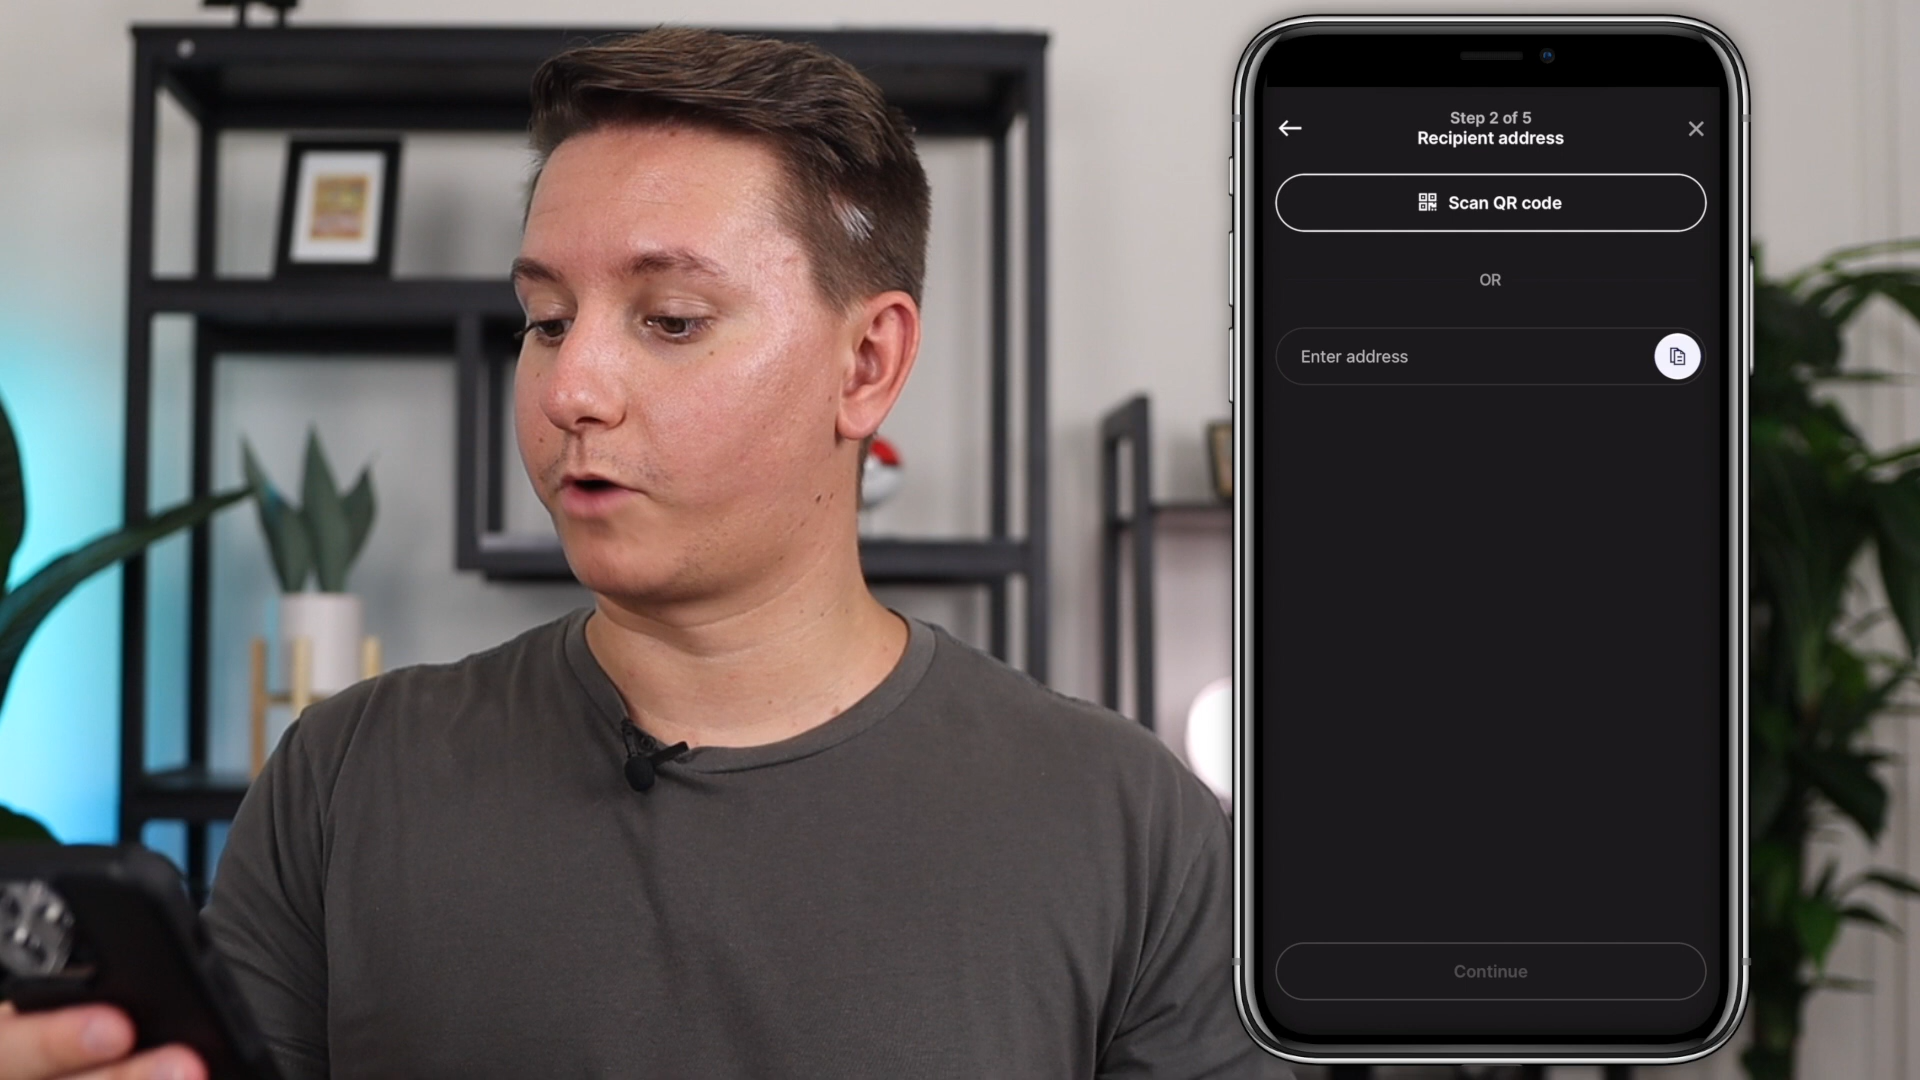 Step 2 of 5
Recipient address
Scan QR code
OR
Enter address
Continue